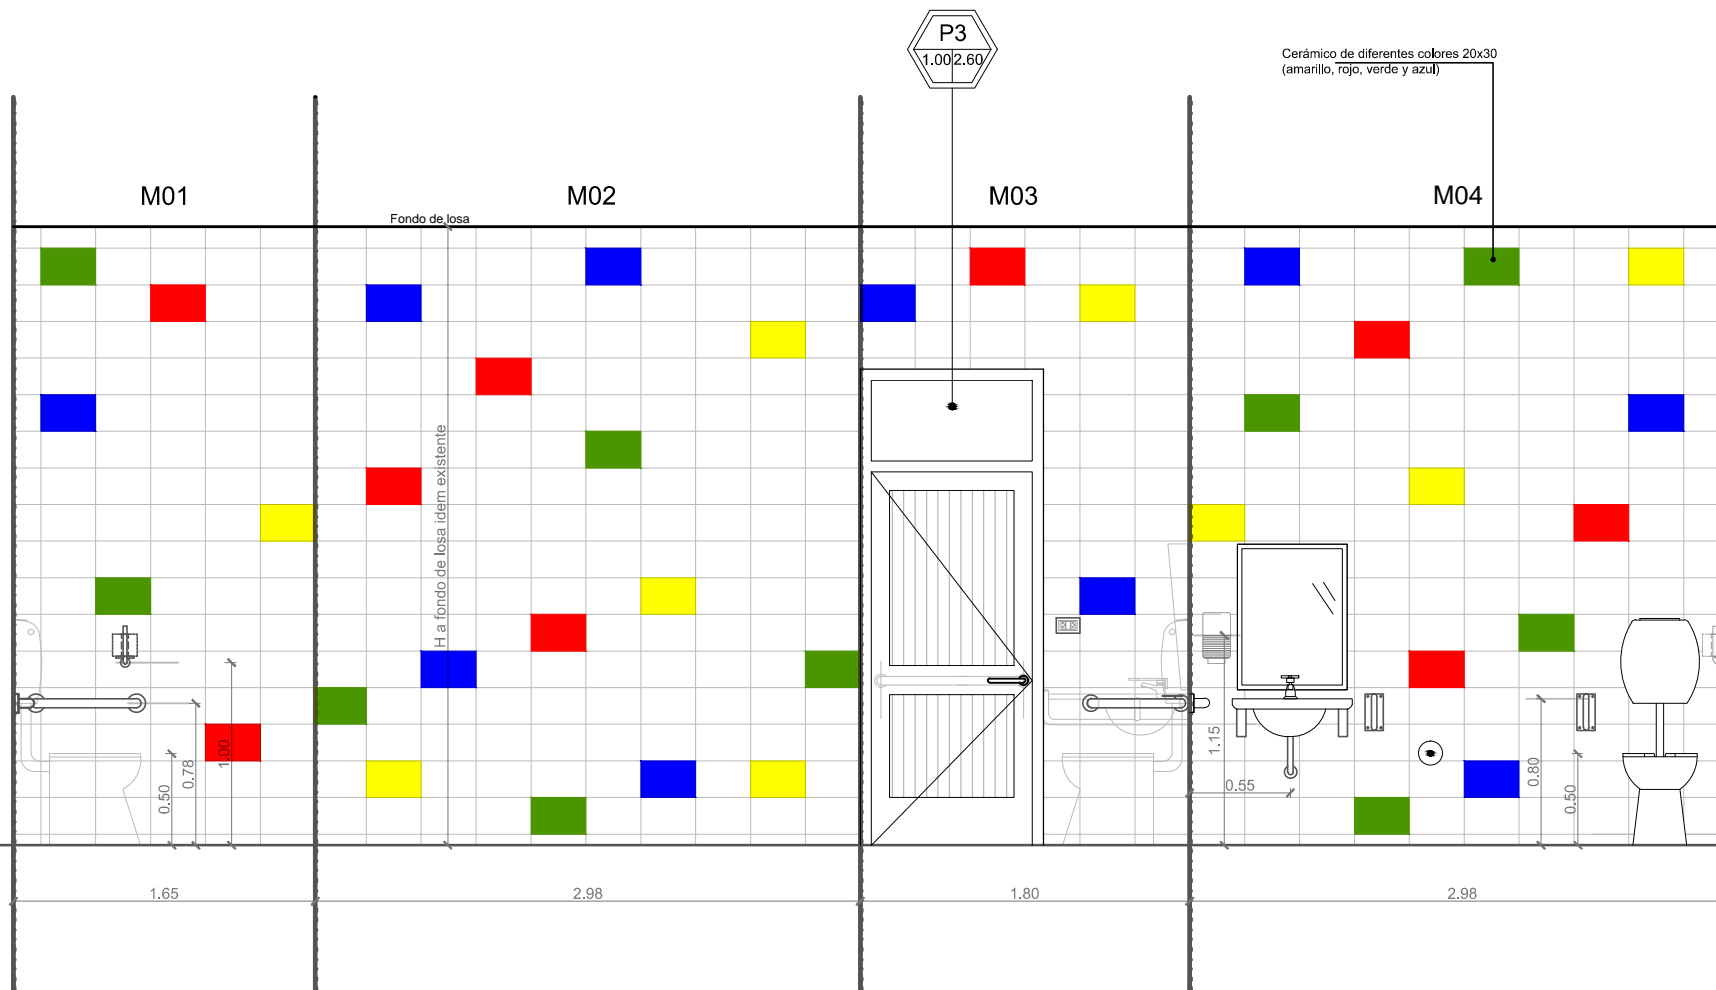 P3
1.00 2.60
Cerámico de diferentes colores 20x30
(amarillo, rojo, verde y azul)
M01
M02
M03
M04
Fondo de losa
H a fondo de losa idem existente
0.50
0.78
1.00
1.15
0.55
0.80
0.50
1.65
2.98
1.80
2.98